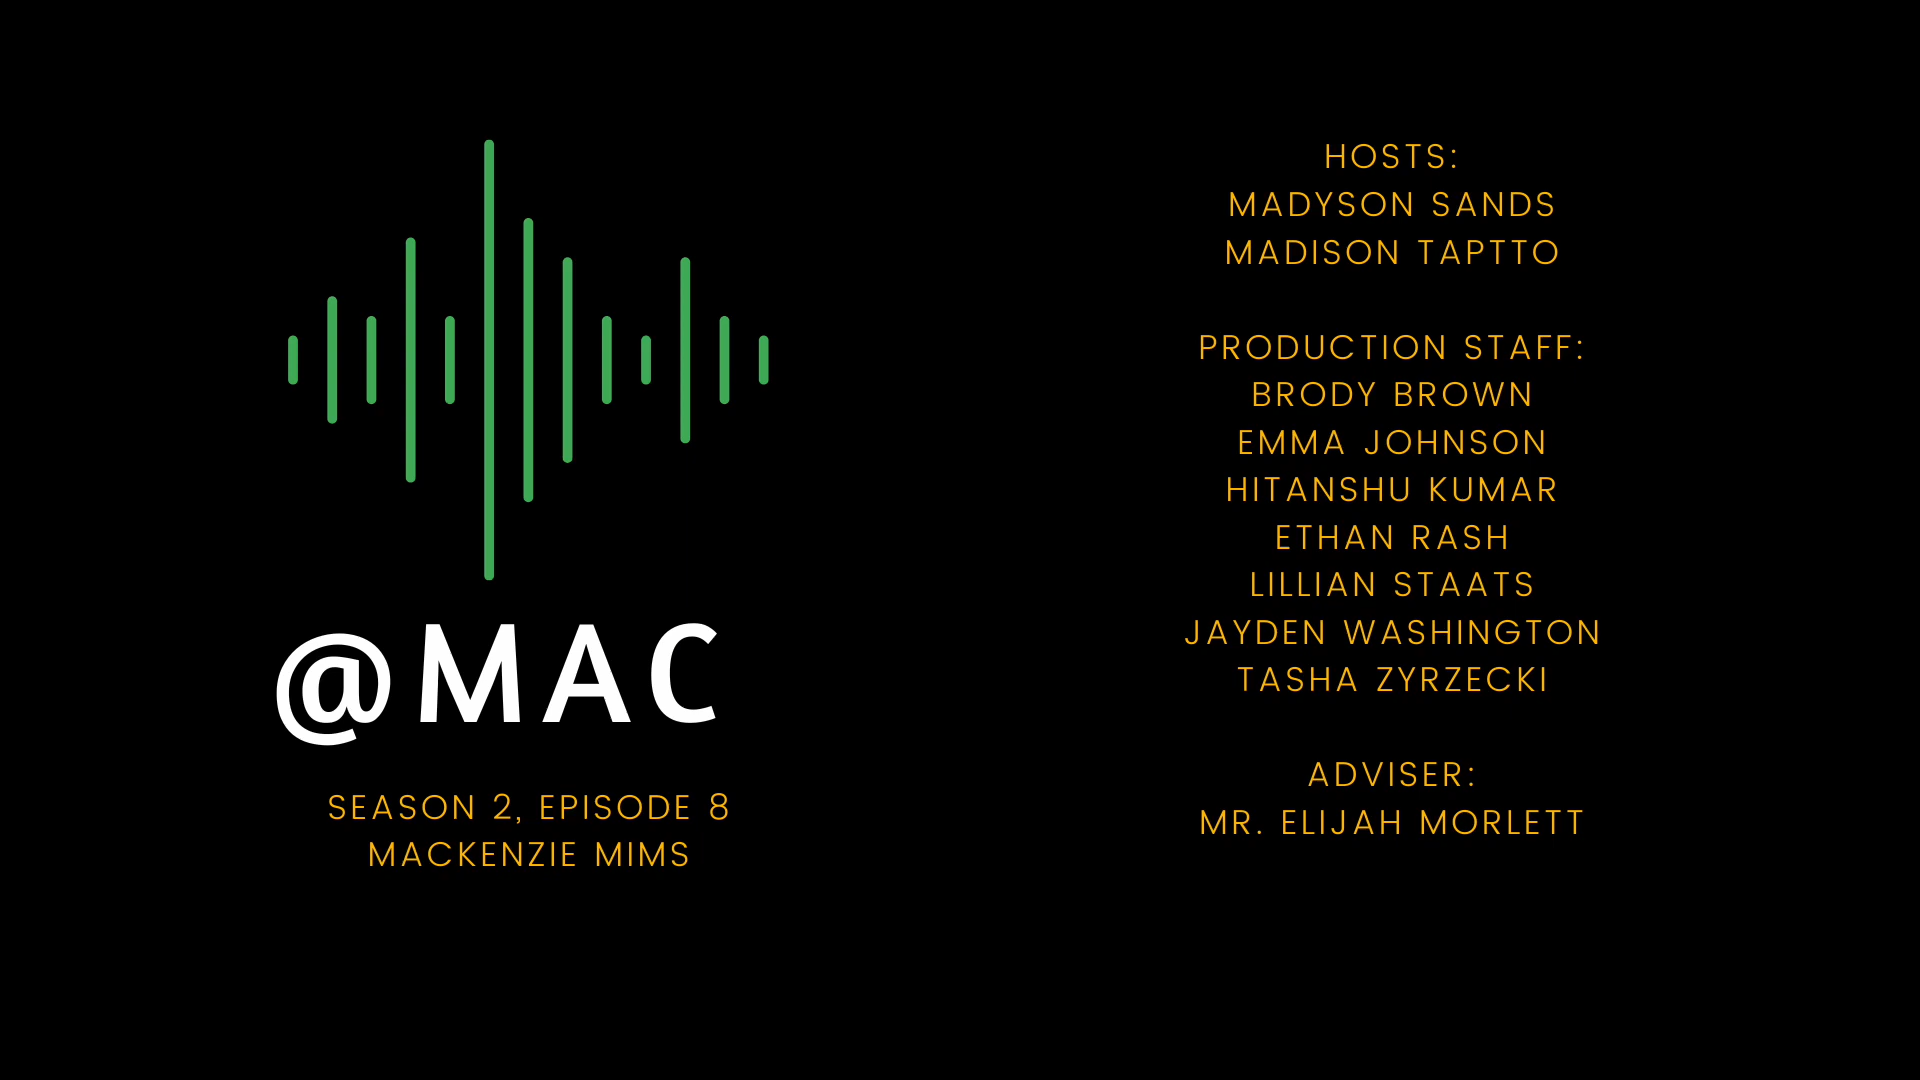 @MAC
SEASON 2, EPISODE 8
MACKENZIE MIMS
HOSTS:
MADYSON SANDS
MADISON TAPTTO
PRODUCTION STAFF:
BRODY BROWN
EMMA JOHNSON
HITANSHU KUMAR
ETHAN RASH
LILLIAN STAATS
JAYDEN WASHINGTON
TASHA ZYRZECKI
ADVISER:
MR. ELIJAH MORLETT